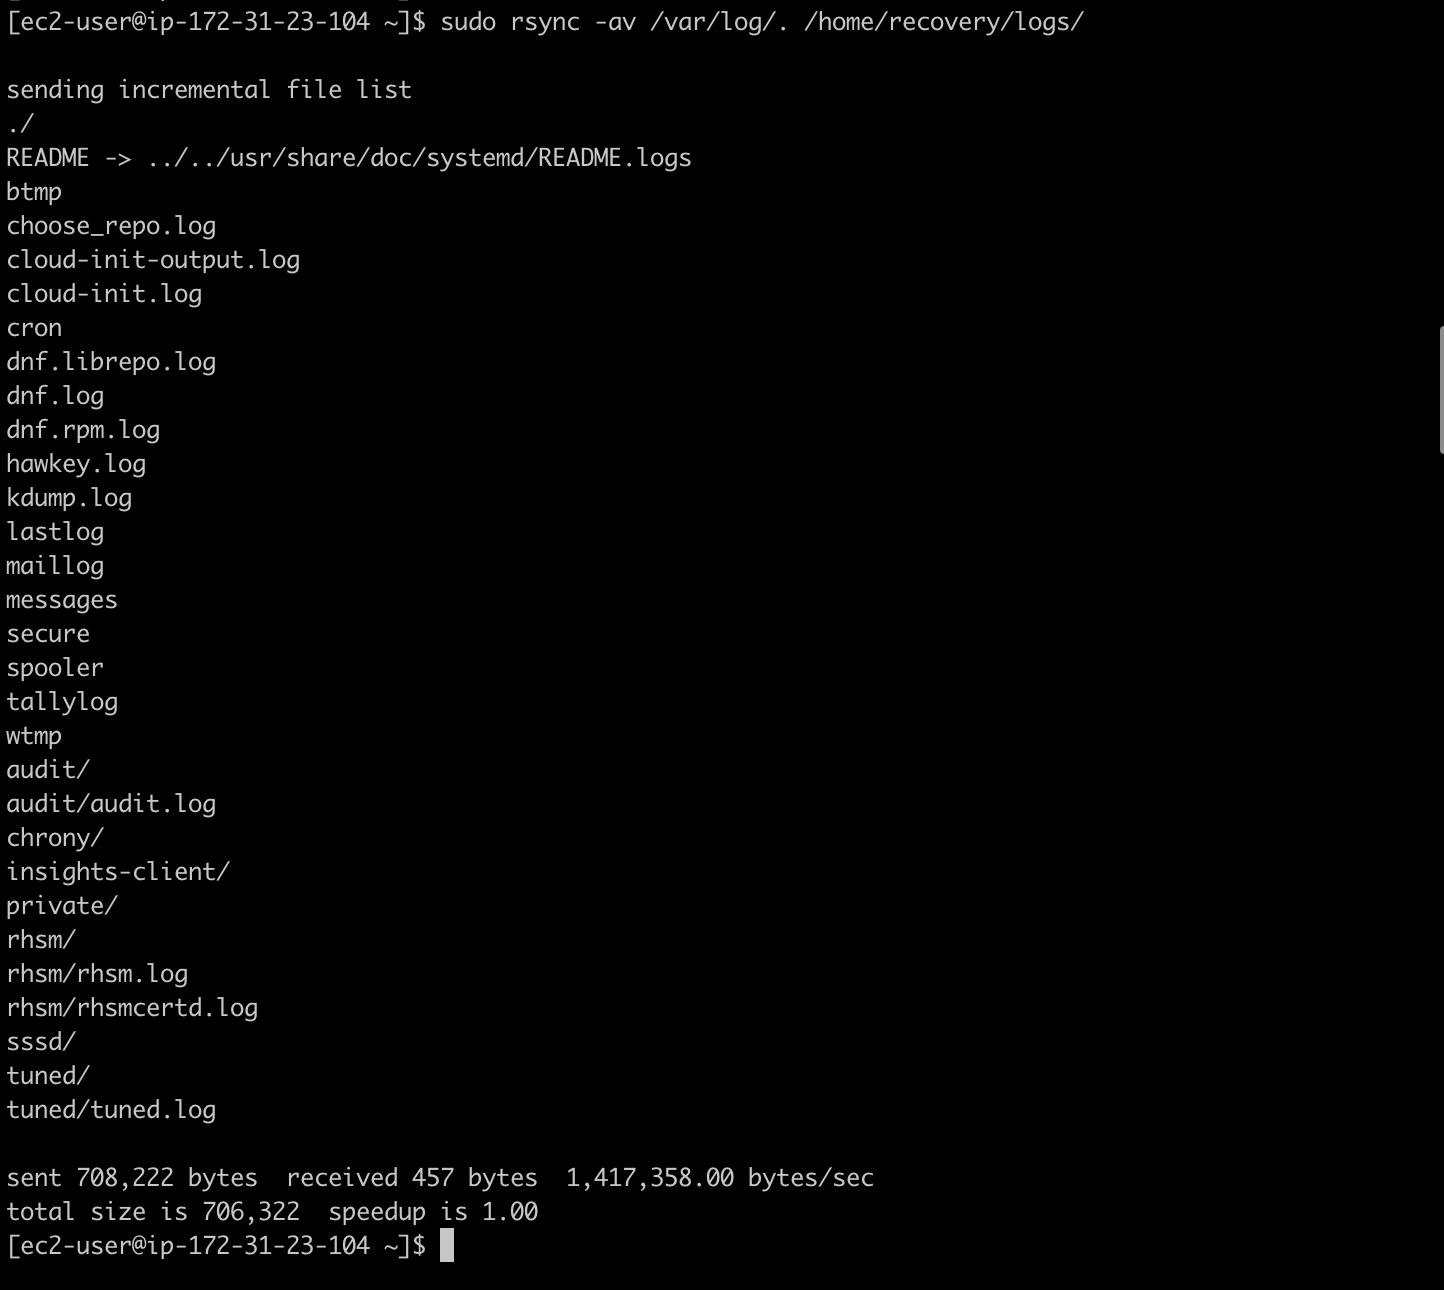 [ec2-user@ip-172-31-23-104 ~]$ sudo rsync -av /var/log/. /home/recovery/logs/
sending incremental file list
./
README -> ../../usr/share/doc/systemd/README.logs
btmp
choose_repo.log
cloud-init-output.log
cloud-init.log
cron
dnf.librepo.log
dnf.log
dnf.rpm.log
hawkey.log
kdump.log
lastlog
maillog
messages
secure
spooler
tallylog
wtmp
audit/
audit/audit.log
chrony/
insights-client/
private/
rhsm/
rhsm/rhsm.log
rhsm/rhsmcertd.log
sssd/
tuned/
tuned/tuned.log
sent 708,222 bytes  received 457 bytes  1,417,358.00 bytes/sec
total size is 706,322  speedup is 1.00
[ec2-user@ip-172-31-23-104 ~]$